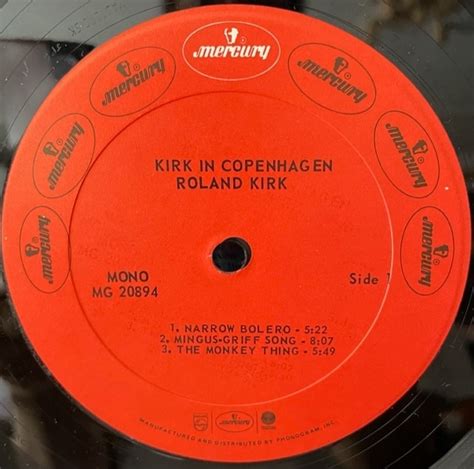 mercury
mercury
mercury
mercury
mercury
mercury
mercury
KIRK IN COPENHAGEN
ROLAND KIRK
MONO
MG 20894
Side 1
1. NARROW BOLERO - 5:22
2. MINGUS-GRIFF SONG - 8:07
3. THE MONKEY THING - 5:49
mercury
MANUFACTURED AND DISTRIBUTED BY PHONOGRAM, INC.